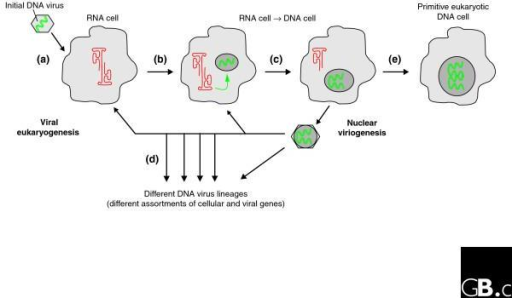 Initial DNA virus
RNA cell
RNA cell → DNA cell
Primitive eukaryotic
DNA cell
(a)
(b)
(c)
(e)
Viral
eukaryogenesis
Nuclear
viriogenesis
(d)
Different DNA virus lineages
(different assortments of cellular and viral genes)
GB.c